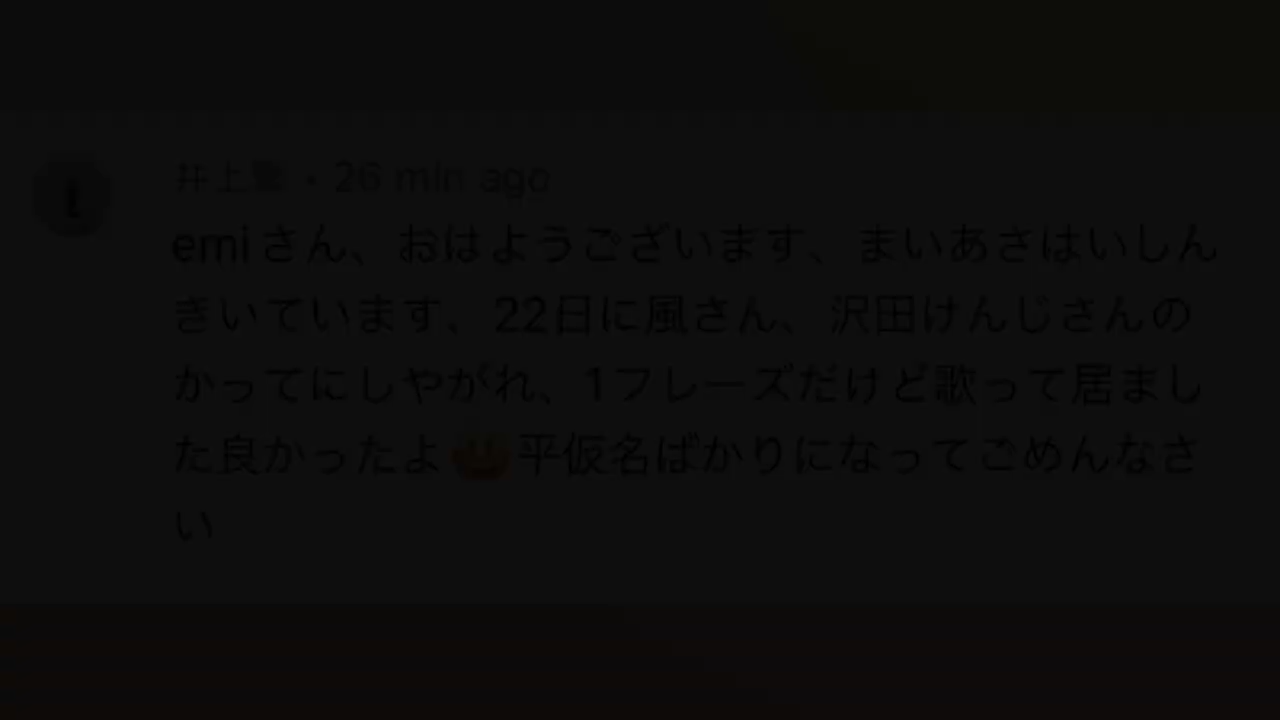 井上 • 26 min ago
emiさん、おはようございます、まいあさはいしん
きいています、22日に風さん、沢田けんじさんの
かってにしやがれ、1フレーズだけど歌って居まし
た良かったよ😃平仮名ばかりになってごめんなさ
い